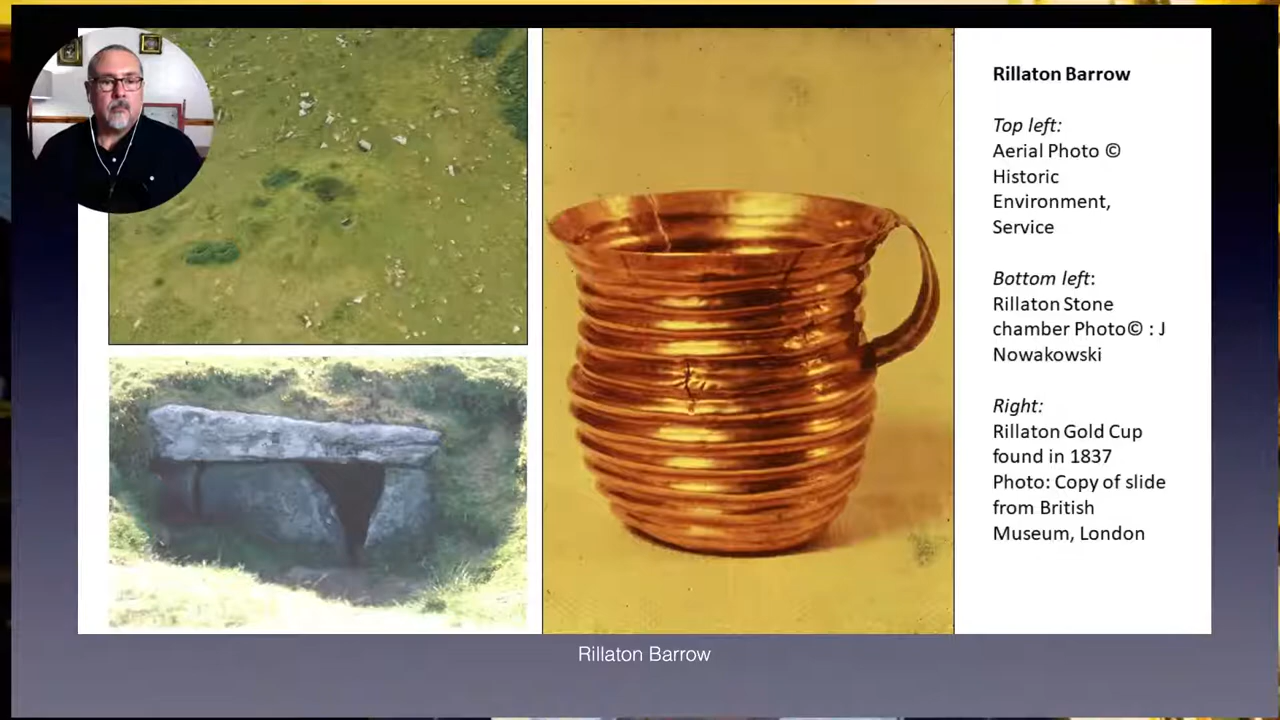 Rillaton Barrow
Top left:
Aerial Photo ©
Historic
Environment,
Service
Bottom left:
Rillaton Stone
chamber Photo© : J
Nowakowski
Right:
Rillaton Gold Cup
found in 1837
Photo: Copy of slide
from British
Museum, London
Rillaton Barrow